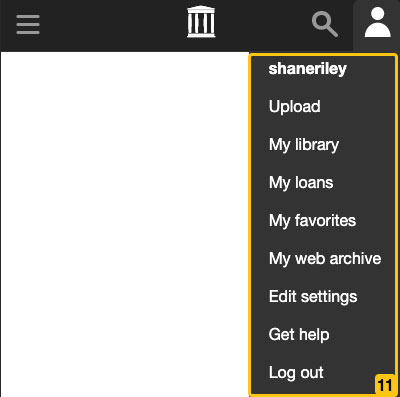 shaneriley
Upload
My library
My loans
My favorites
My web archive
Edit settings
Get help
Log out
11